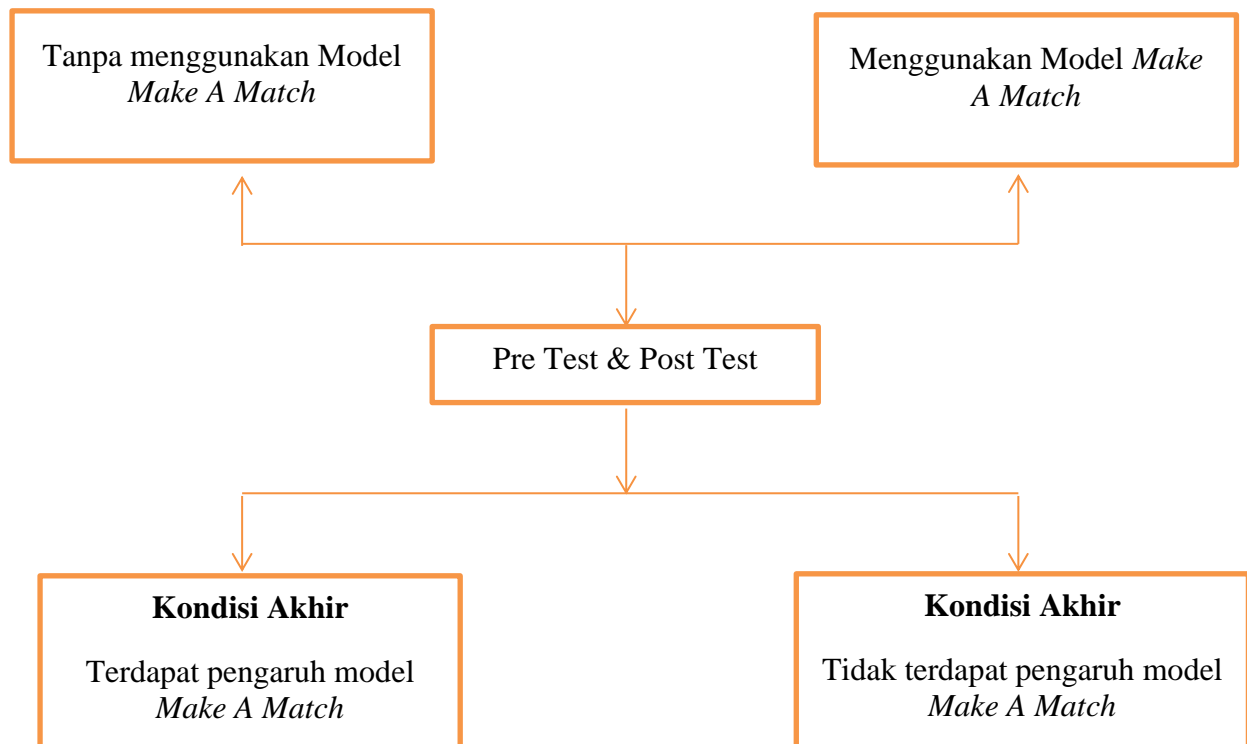 Tanpa menggunakan Model
Make A Match
Menggunakan Model Make
A Match
Pre Test & Post Test
Kondisi Akhir
Terdapat pengaruh model
Make A Match
Kondisi Akhir
Tidak terdapat pengaruh model
Make A Match